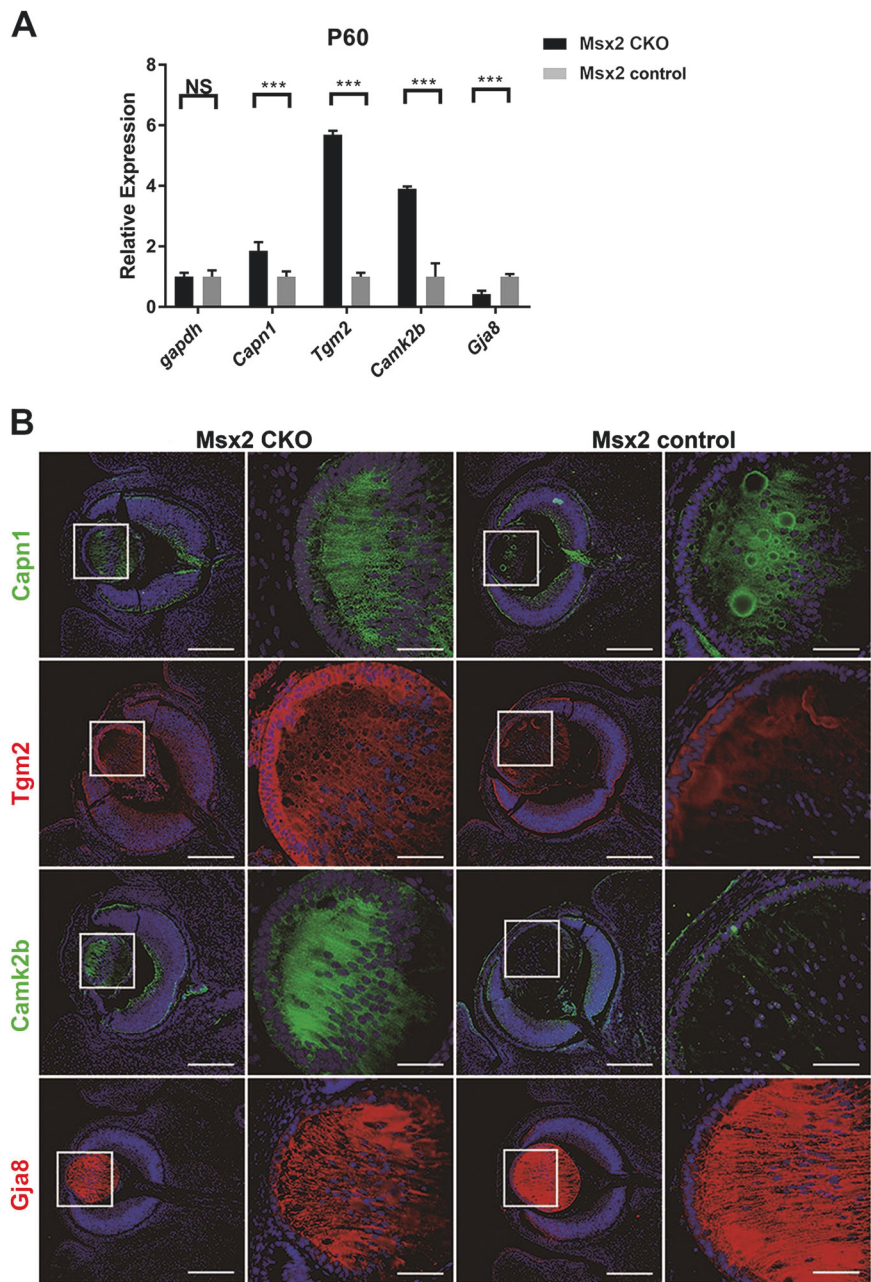 A
P60
Msx2 CKO
Msx2 control
Relative Expression
8
6
4
2
0
NS
***
***
***
***
gapdh
Capn1
Tgm2
Camk2b
Gja8
B
Msx2 CKO
Msx2 control
Capn1
Tgm2
Camk2b
Gja8